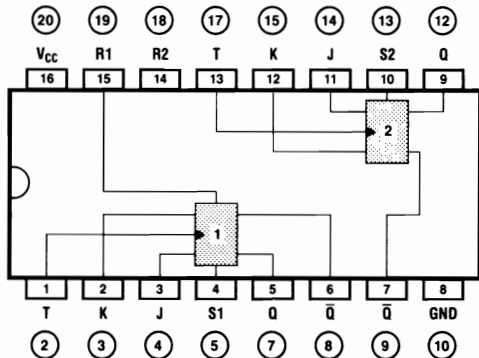 20 19 18 17 15 14 13 12
VCC R1 R2 T K J S2 Q
16 15 14 13 12 11 10 9
2
1
1 2 3 4 5 6 7 8
T K J S1 Q Q̄ Q̄ GND
2 3 4 5 7 8 9 10